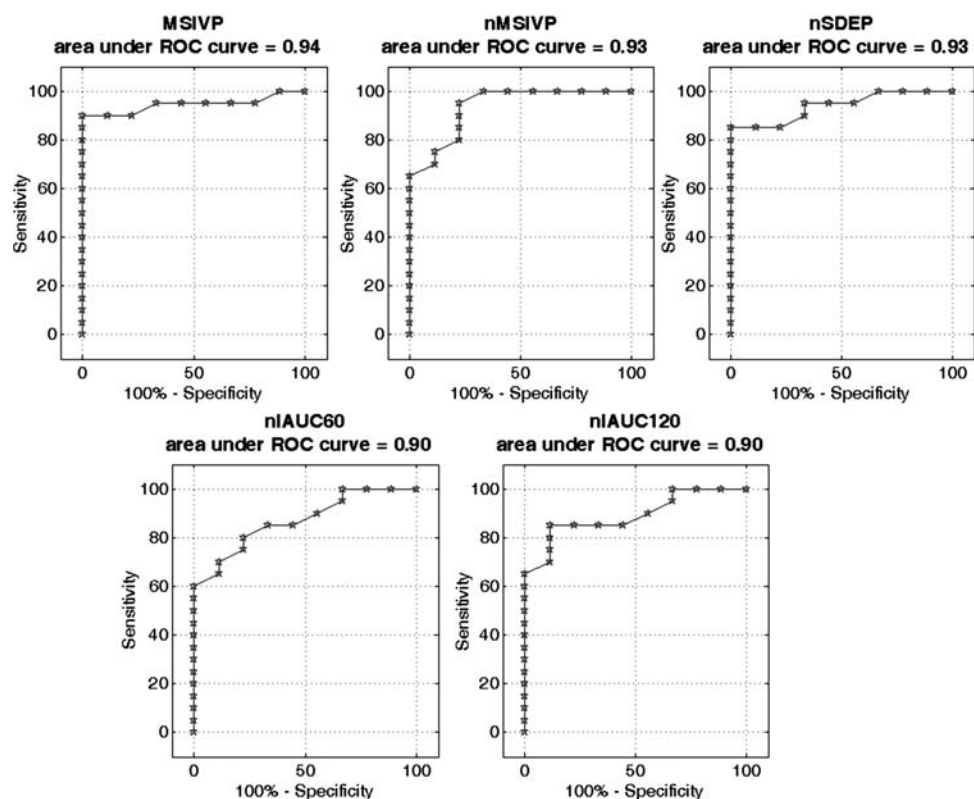 MSIVP
area under ROC curve = 0.94
100
80
60
40
20
0
Sensitivity
0 50 100
100% - Specificity
nMSIVP
area under ROC curve = 0.93
100
80
60
40
20
0
Sensitivity
0 50 100
100% - Specificity
nSDEP
area under ROC curve = 0.93
100
80
60
40
20
0
Sensitivity
0 50 100
100% - Specificity
nIAUC60
area under ROC curve = 0.90
100
80
60
40
20
0
Sensitivity
0 50 100
100% - Specificity
nIAUC120
area under ROC curve = 0.90
100
80
60
40
20
0
Sensitivity
0 50 100
100% - Specificity